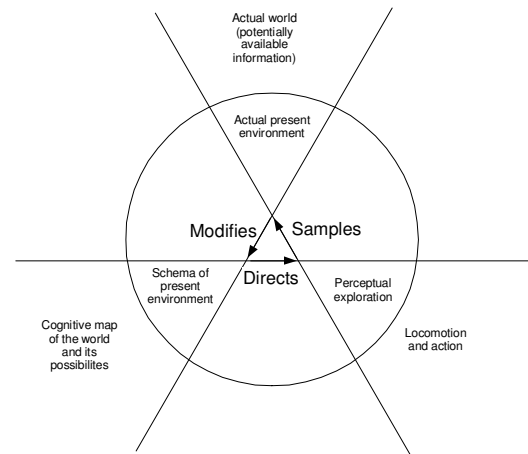 Actual world
(potentially
available
information)
Actual present
environment
Modifies
Samples
Directs
Schema of
present
environment
Perceptual
exploration
Cognitive map
of the world
and its
possibilites
Locomotion
and action